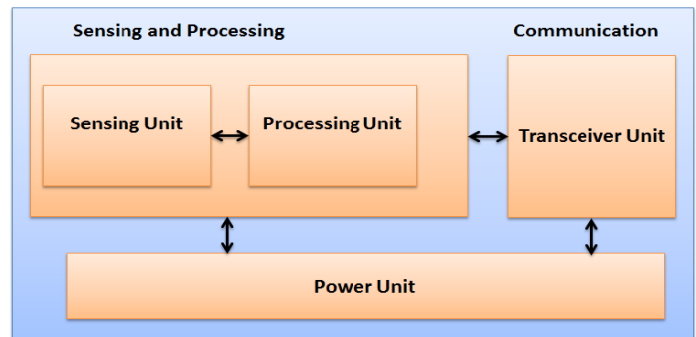 Sensing and Processing
Communication
Sensing Unit
Processing Unit
Transceiver Unit
Power Unit